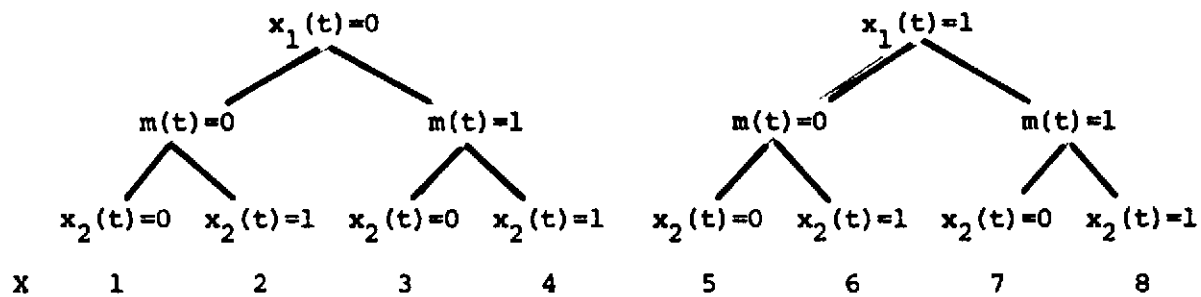 x₁(t)=0 x₁(t)=1
m(t)=0 m(t)=1 m(t)=0 m(t)=1
x₂(t)=0 x₂(t)=1 x₂(t)=0 x₂(t)=1 x₂(t)=0 x₂(t)=1 x₂(t)=0 x₂(t)=1
X 1 2 3 4 5 6 7 8